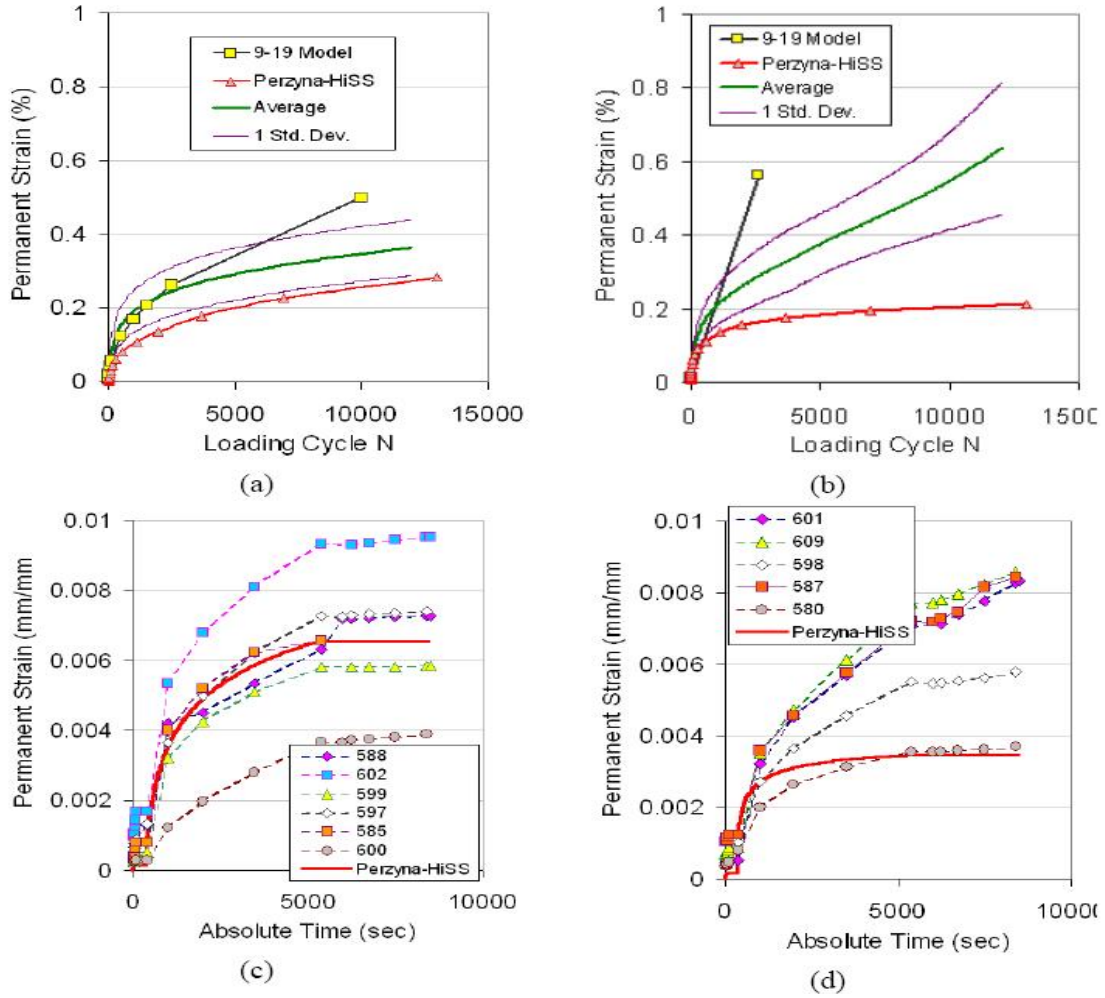 1
0.8
0.6
0.4
0.2
0
Permanent Strain (%)
9-19 Model
Perzyna-HiSS
Average
1 Std. Dev.
0 5000 10000 15000
Loading Cycle N
(a)
1
0.8
0.6
0.4
0.2
0
Permanent Strain (%)
9-19 Model
Perzyna-HiSS
Average
1 Std. Dev.
0 5000 10000 1500
Loading Cycle N
(b)
0.01
0.008
0.006
0.004
0.002
0
Permanent Strain (mm/mm)
588
602
599
597
585
600
Perzyna-HiSS
0 5000 10000
Absolute Time (sec)
(c)
0.01
0.008
0.006
0.004
0.002
0
Permanent Strain (mm/mm)
601
609
598
587
580
Perzyna-HiSS
0 5000 1000
Absolute Time (sec)
(d)